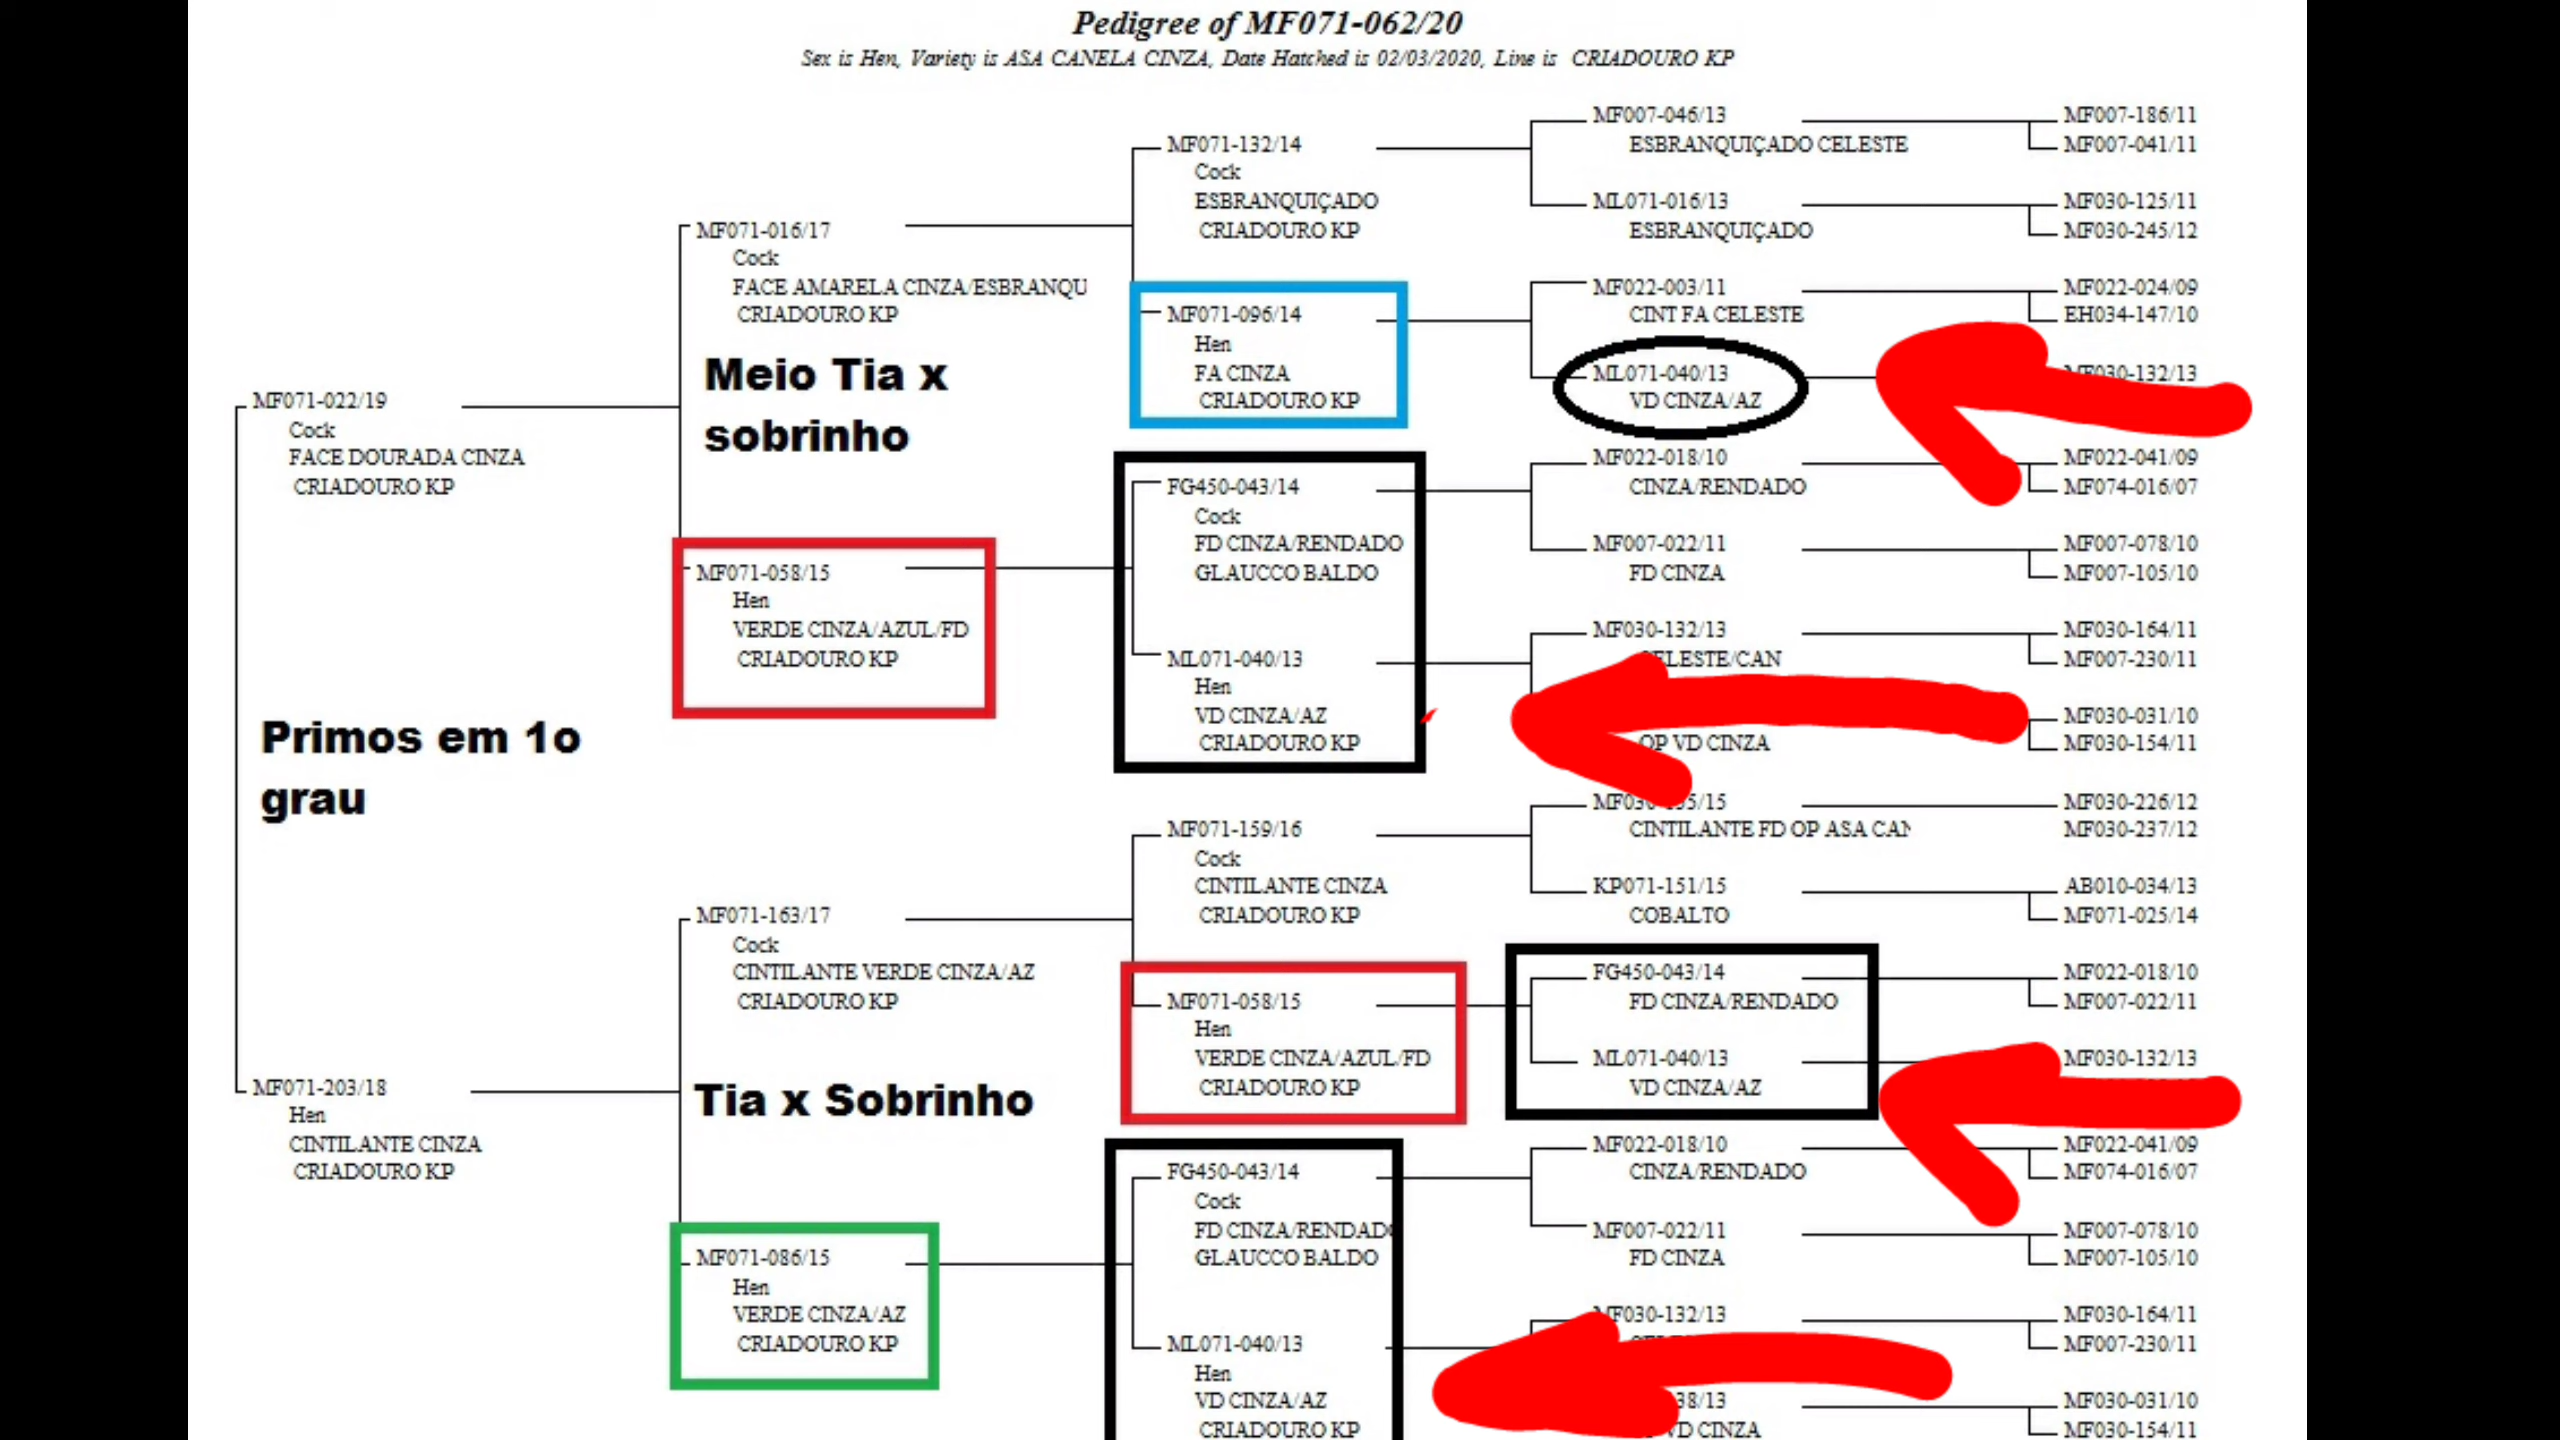 Pedigree of MF071-062/20
Sex is Hen, Variety is ASA CANELA CINZA, Date Hatched is 02/03/2020, Line is CRIADOURO KP
MF071-022/19
Cock
FACE DOURADA CINZA
CRIADOURO KP
Primos em 1o
grau
MF071-203/18
Hen
CINTILANTE CINZA
CRIADOURO KP
MF071-016/17
Cock
FACE AMARELA CINZA/ESBRANQU
CRIADOURO KP
Meio Tia x
sobrinho
MF071-058/15
Hen
VERDE CINZA/AZUL/FD
CRIADOURO KP
MF071-163/17
Cock
CINTILANTE VERDE CINZA/AZ
CRIADOURO KP
Tia x Sobrinho
MF071-086/15
Hen
VERDE CINZA/AZ
CRIADOURO KP
MF071-132/14
Cock
ESBRANQUIÇADO
CRIADOURO KP
MF071-096/14
Hen
FA CINZA
CRIADOURO KP
FG450-043/14
Cock
FD CINZA/RENDADO
GLAUCCO BALDO
ML071-040/13
Hen
VD CINZA/AZ
CRIADOURO KP
MF071-159/16
Cock
CINTILANTE CINZA
CRIADOURO KP
MF071-058/15
Hen
VERDE CINZA/AZUL/FD
CRIADOURO KP
FG450-043/14
Cock
FD CINZA/RENDADO
GLAUCCO BALDO
ML071-040/13
Hen
VD CINZA/AZ
CRIADOURO KP
MF007-046/13
ESBRANQUIÇADO CELESTE
ML071-016/13
ESBRANQUIÇADO
MF022-003/11
CINT FA CELESTE
ML071-040/13
VD CINZA/AZ
MF022-018/10
CINZA/RENDADO
MF007-022/11
FD CINZA
MF030-132/13
CELESTE/CAN
OP VD CINZA
CINTILANTE FD OP ASA CAN
KP071-151/15
COBALTO
FG450-043/14
FD CINZA/RENDADO
ML071-040/13
VD CINZA/AZ
MF022-018/10
CINZA/RENDADO
MF007-022/11
FD CINZA
MF030-132/13
38/13
VD CINZA
MF007-186/11
MF007-041/11
MF030-125/11
MF030-245/12
MF022-024/09
EH034-147/10
MF030-132/13
MF022-041/09
MF074-016/07
MF007-078/10
MF007-105/10
MF030-164/11
MF007-230/11
MF030-031/10
MF030-154/11
MF030-226/12
MF030-237/12
AB010-034/13
MF071-025/14
MF022-018/10
MF007-022/11
MF030-132/13
MF022-041/09
MF074-016/07
MF007-078/10
MF007-105/10
MF030-164/11
MF007-230/11
MF030-031/10
MF030-154/11